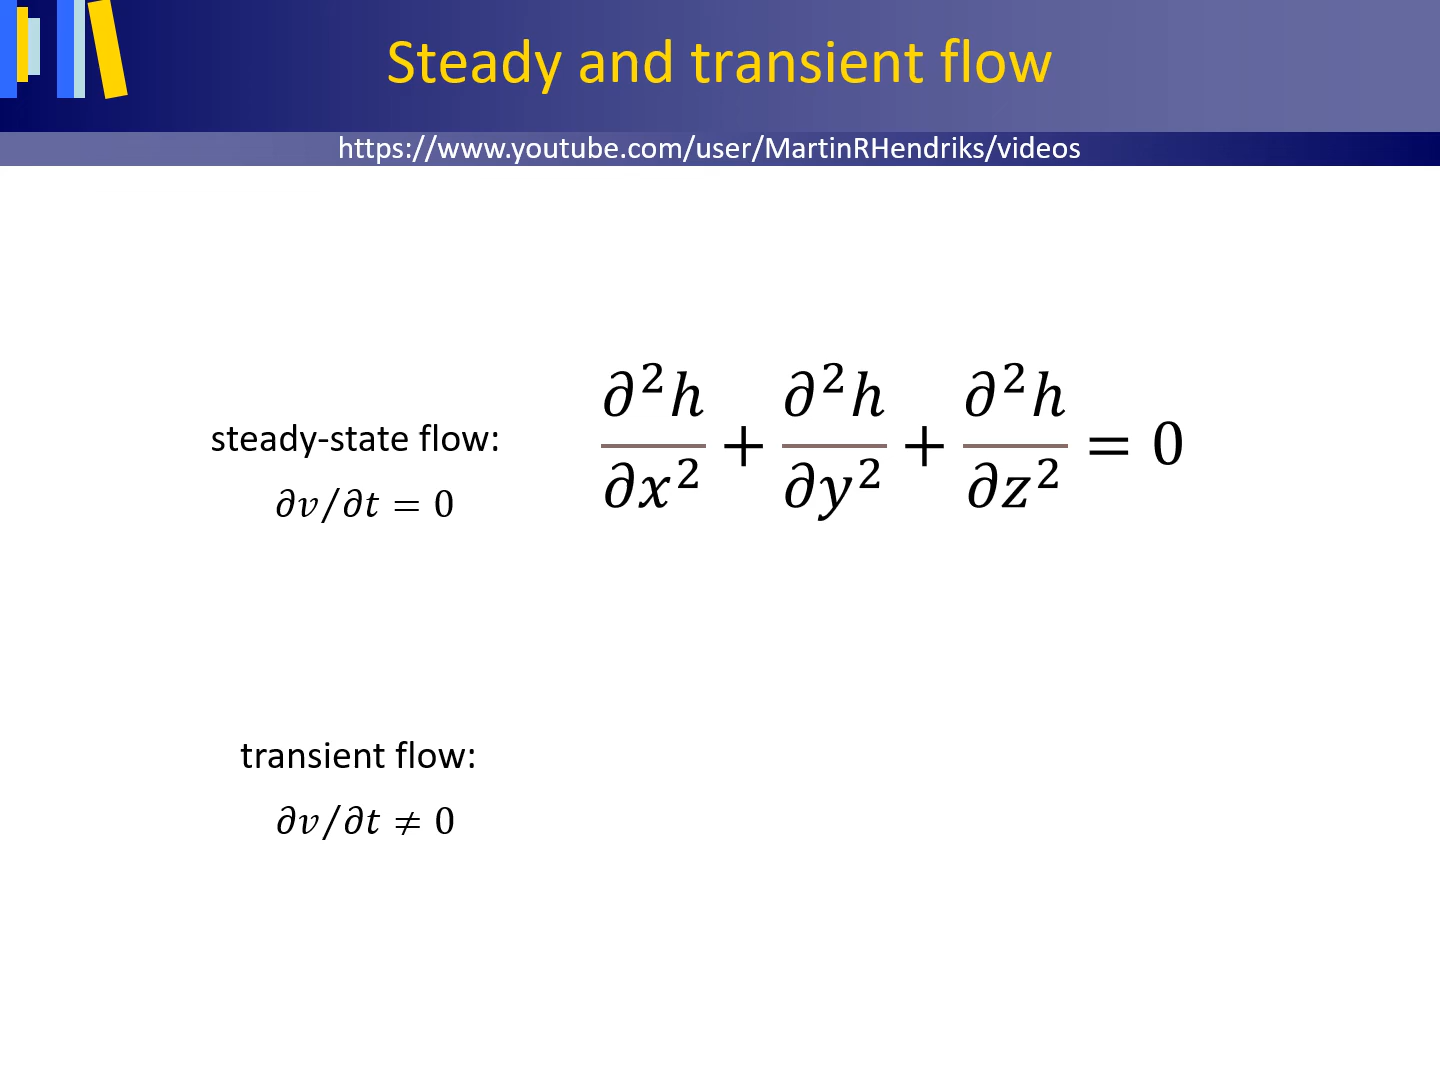 Steady and transient flow
https://www.youtube.com/user/MartinRHendriks/videos
steady-state flow:
∂v/∂t = 0
∂²h/∂x² + ∂²h/∂y² + ∂²h/∂z² = 0
transient flow:
∂v/∂t ≠ 0